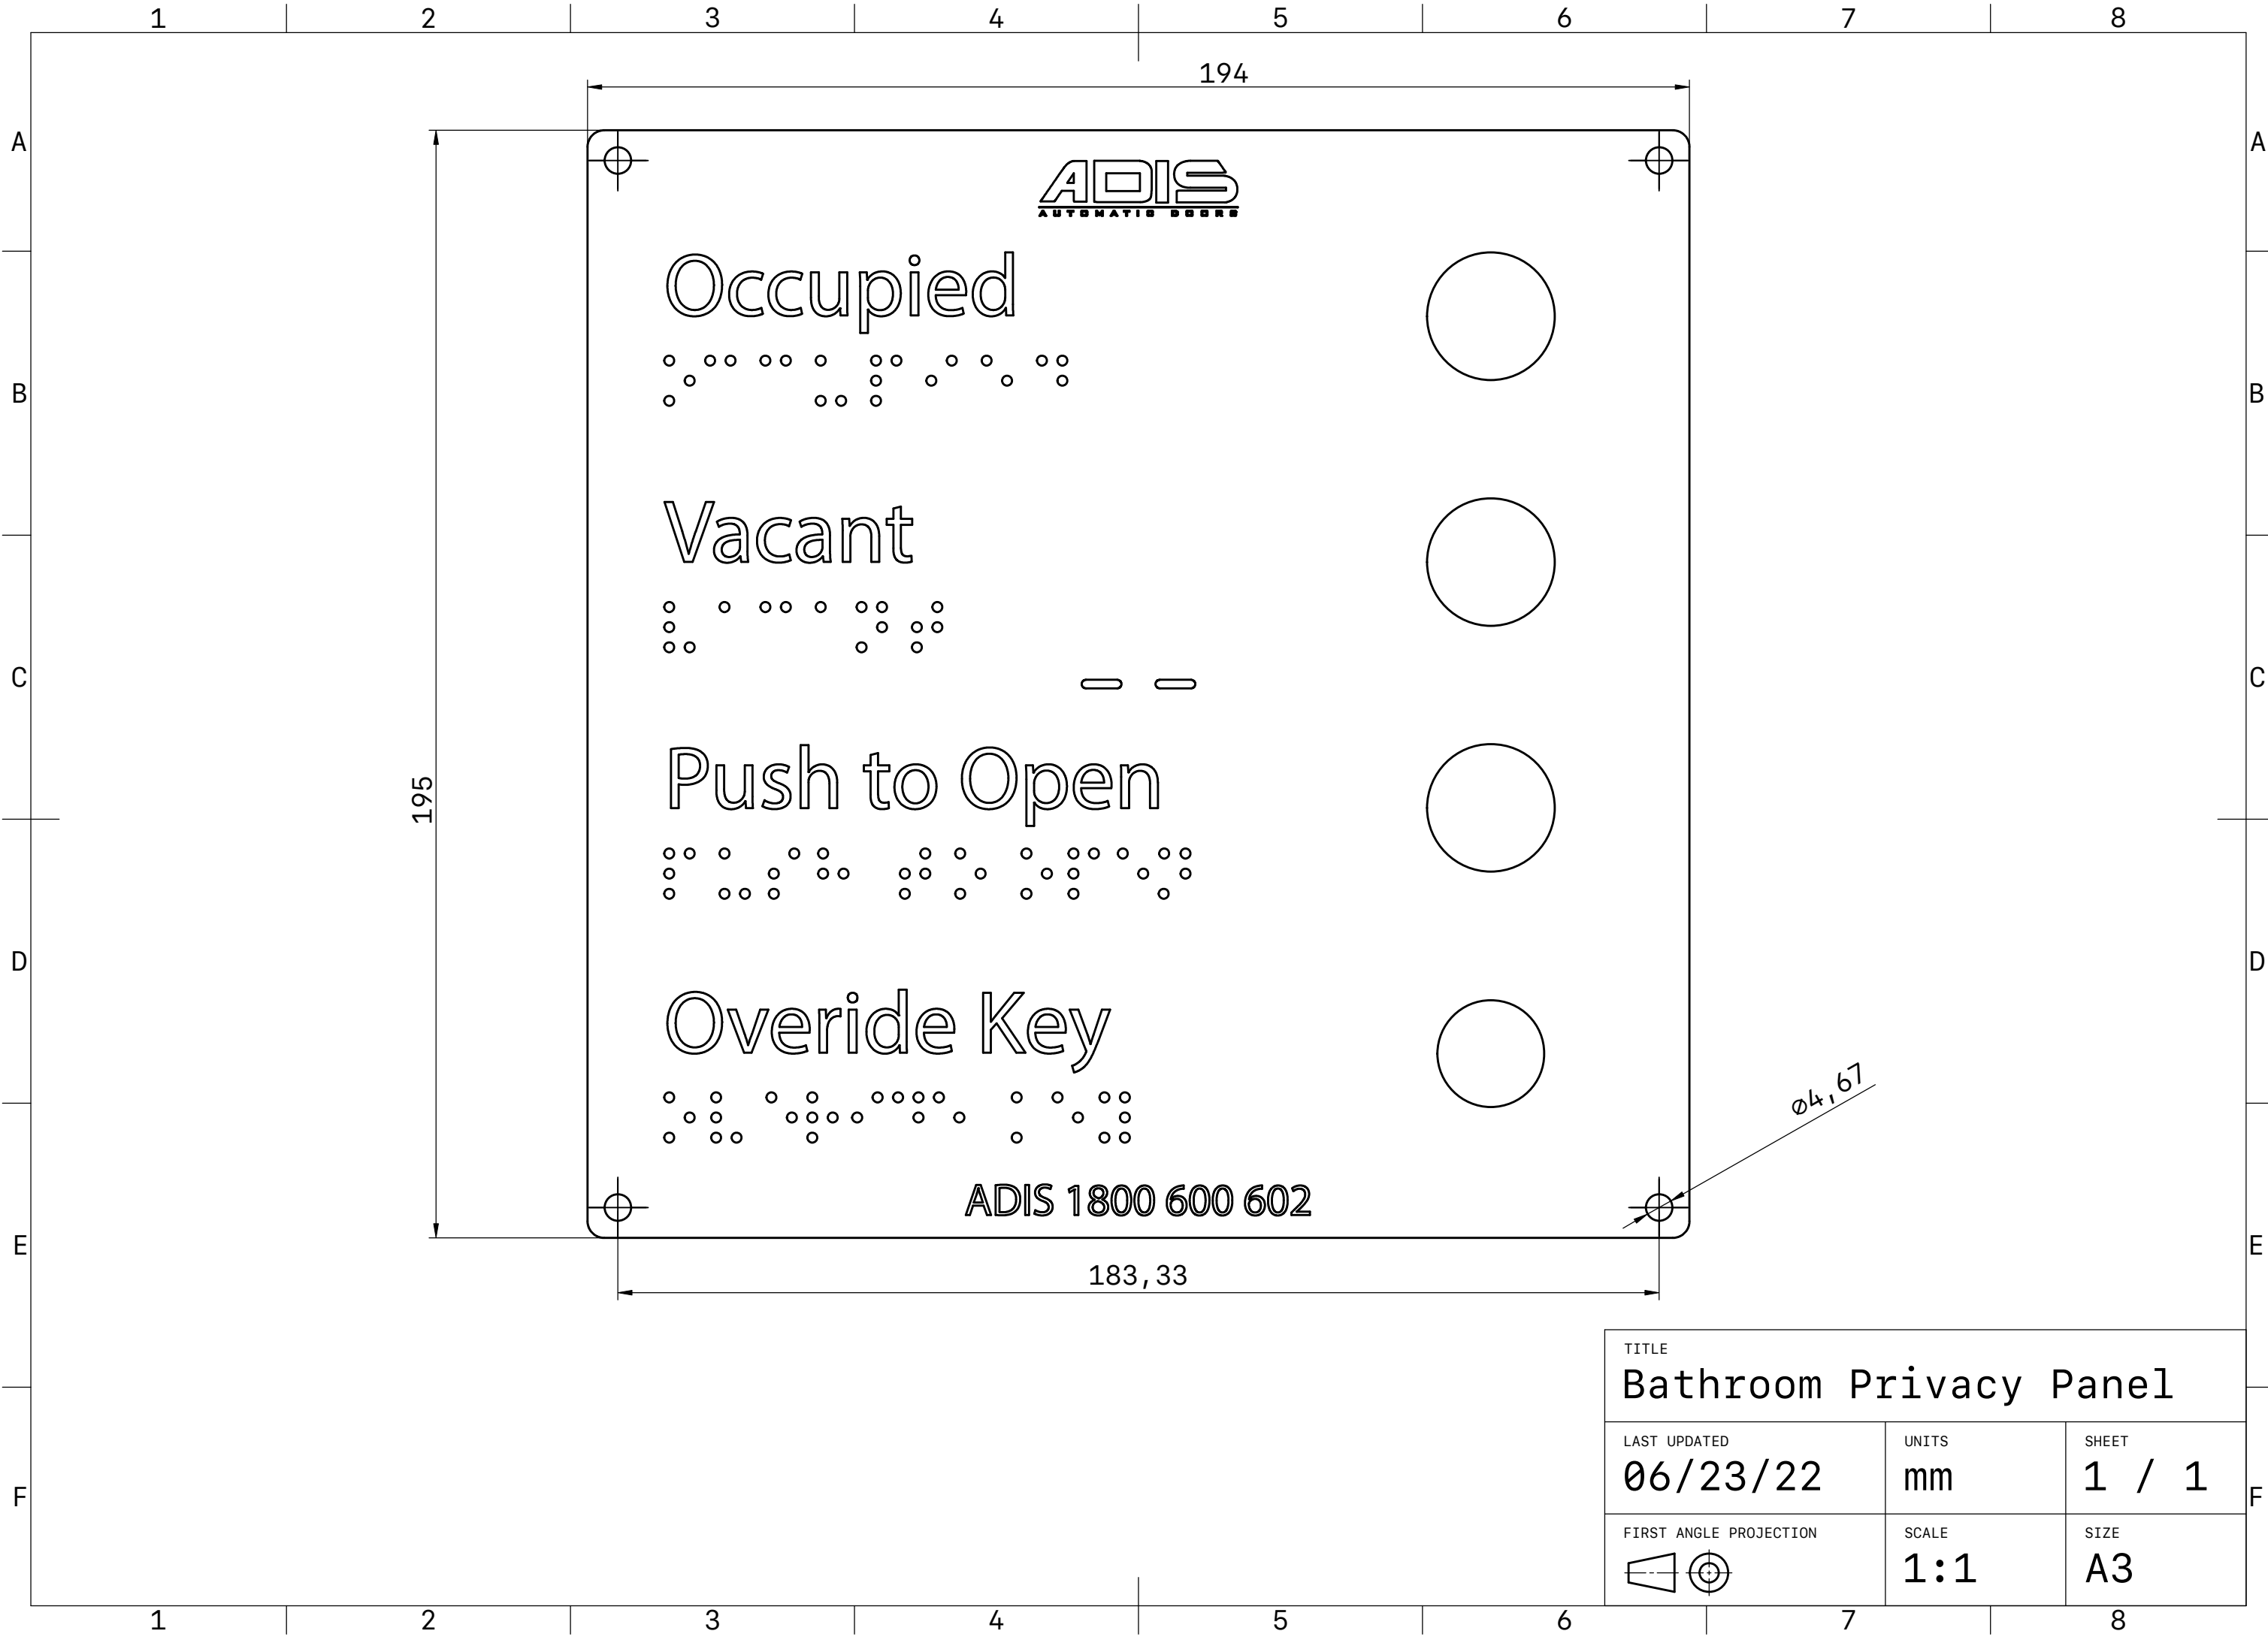 1 2 3 4 5 6 7 8
194
A A
ADIS
AUTOMATIC DOORS
Occupied
⠕⠉⠉⠥⠏⠊⠑⠙
B B
Vacant
⠧⠁⠉⠁⠝⠞
C C
Push to Open
195
⠏⠥⠎⠓ ⠞⠕ ⠕⠏⠑⠝
D D
Overide Key
⌀4,67
⠕⠧⠑⠗⠊⠙⠑ ⠅⠑⠽
ADIS 1800 600 602
E E
183,33
TITLE
Bathroom Privacy Panel
LAST UPDATED UNITS SHEET
06/23/22 mm 1 / 1
F F
FIRST ANGLE PROJECTION SCALE SIZE
1:1 A3
1 2 3 4 5 6 7 8